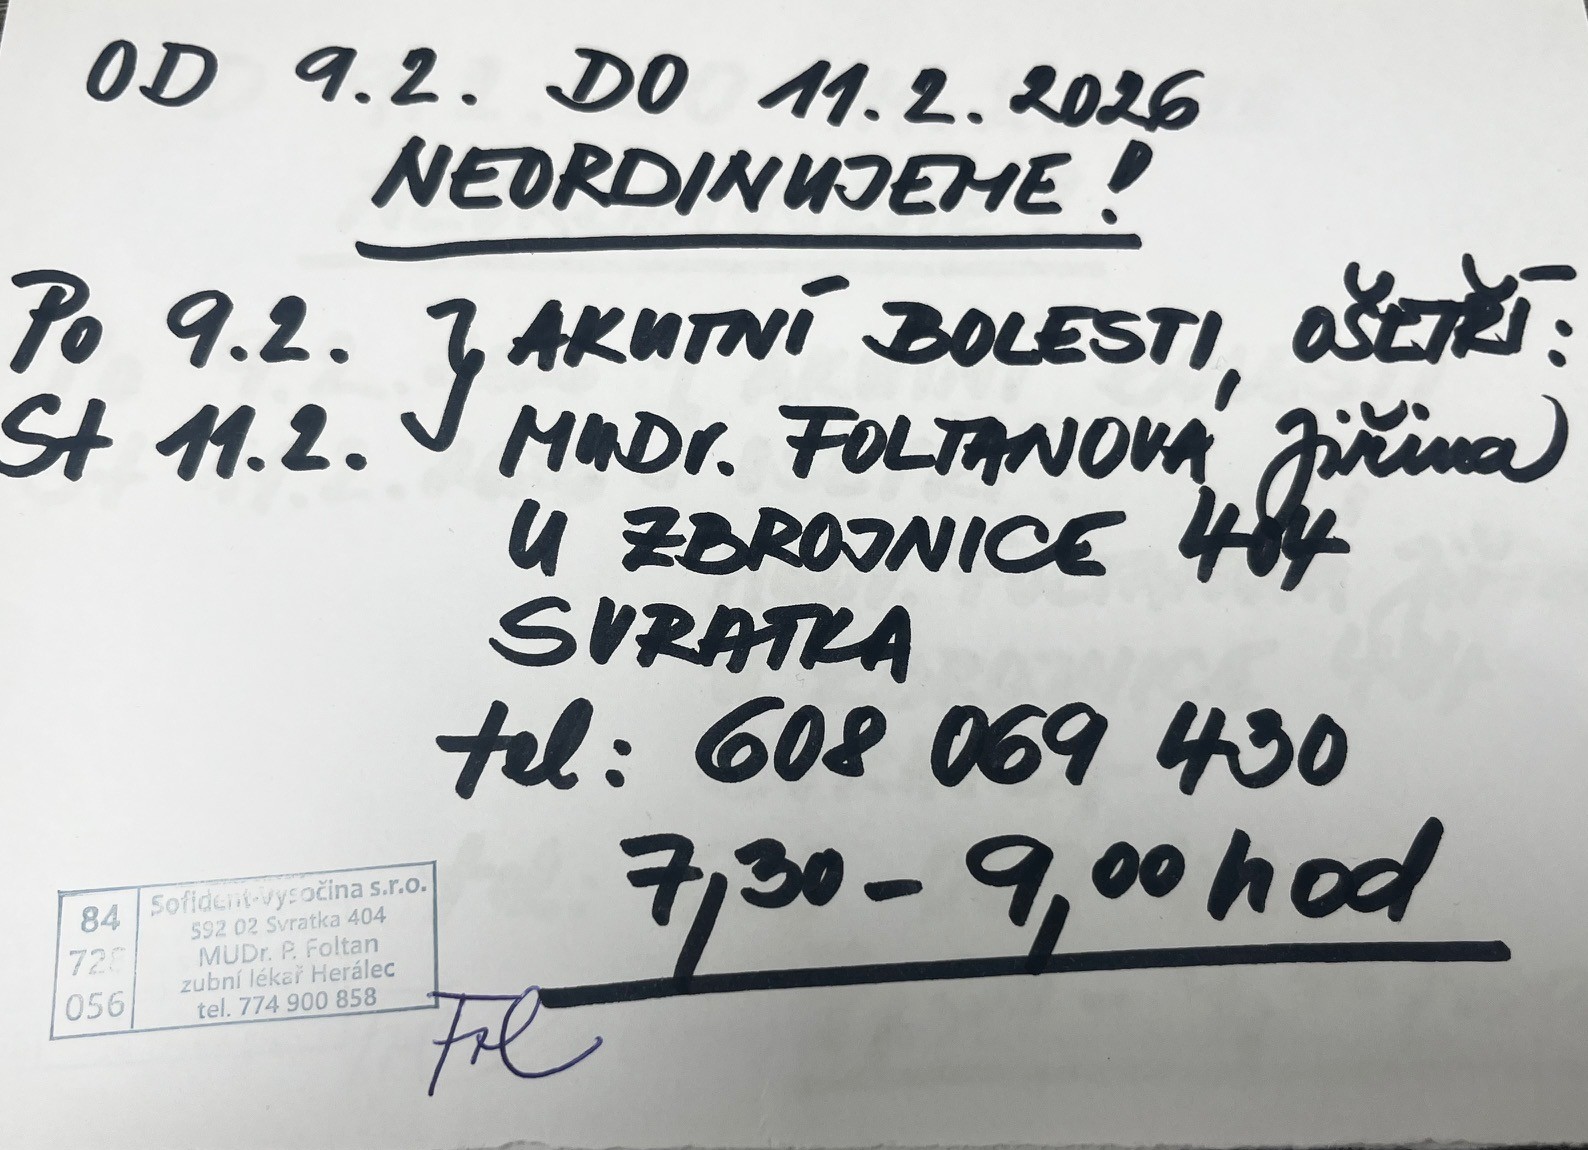 OD 9.2. DO 11.2.2026
NEORDINUJEME!
Po 9.2. } AKUTNÍ BOLESTI, OŠETŘÍ:
St 11.2. MUDr. FOLTANOVÁ Jiřina
U ZBROJNICE 404
SVRATKA
tel: 608 069 430
7,30 - 9,00 hod
84
728
056
Sofident-Vysočina s.r.o.
592 02 Svratka 404
MUDr. P. Foltan
zubní lékař Herálec
tel. 774 900 858